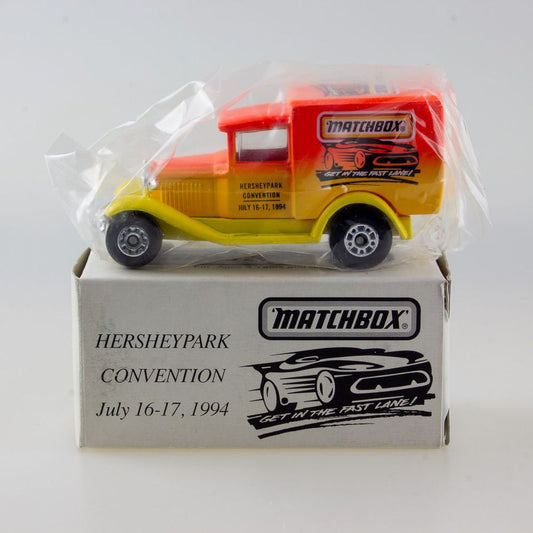 MATCHBOX
GET IN THE FAST LANE!
HERSHEYPARK
CONVENTION
JULY 16-17, 1994
MATCHBOX
HERSHEYPARK
CONVENTION
July 16-17, 1994
GET IN THE FAST LANE!